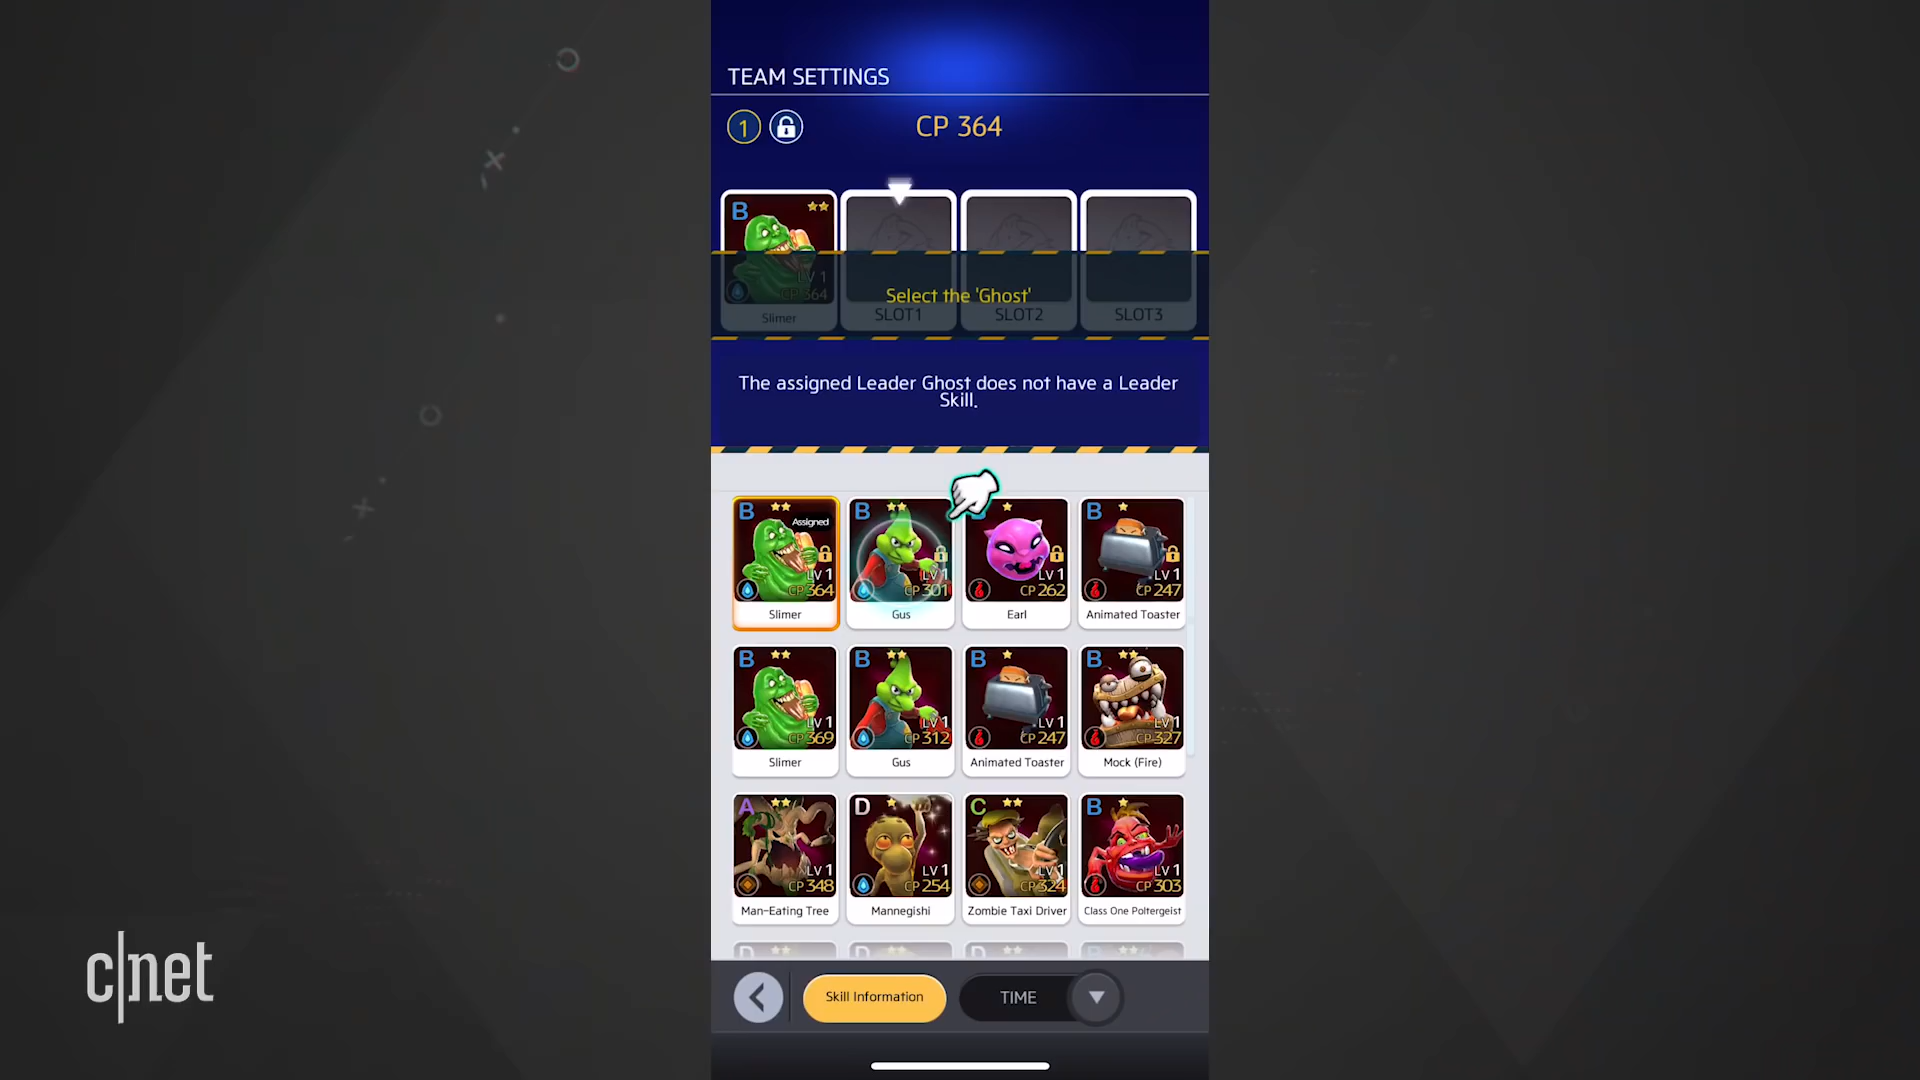 TEAM SETTINGS
1
CP 364
B
LV 1
CP 364
Slimer
SLOT1
SLOT2
SLOT3
Select the 'Ghost'
The assigned Leader Ghost does not have a Leader
Skill.
B
Assigned
LV 1
CP 364
Slimer
B
LV 1
CP 301
Gus
LV 1
CP 262
Earl
B
LV 1
CP 247
Animated Toaster
B
LV 1
CP 369
Slimer
B
LV 1
CP 312
Gus
B
LV 1
CP 247
Animated Toaster
B
LV 1
CP 327
Mock (Fire)
A
LV 1
CP 348
Man-Eating Tree
D
LV 1
CP 254
Mannegishi
C
LV 1
CP 324
Zombie Taxi Driver
B
LV 1
CP 303
Class One Poltergeist
Skill Information
TIME
c|net